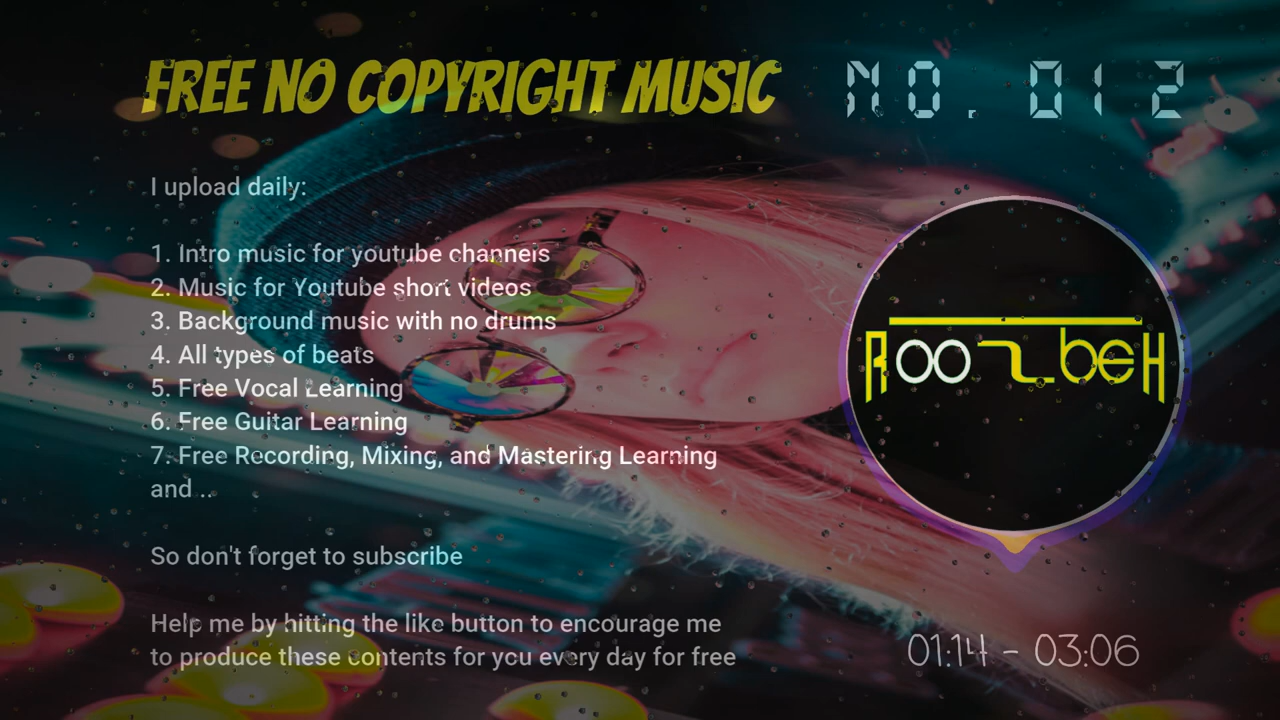 FREE NO COPYRIGHT MUSIC
NO. 012
I upload daily:
1. Intro music for youtube channels
2. Music for Youtube short videos
3. Background music with no drums
4. All types of beats
5. Free Vocal Learning
6. Free Guitar Learning
7. Free Recording, Mixing, and Mastering Learning
and ..
So don't forget to subscribe
Help me by hitting the like button to encourage me
to produce these contents for you every day for free
ROOZBEH
01:14 - 03:06